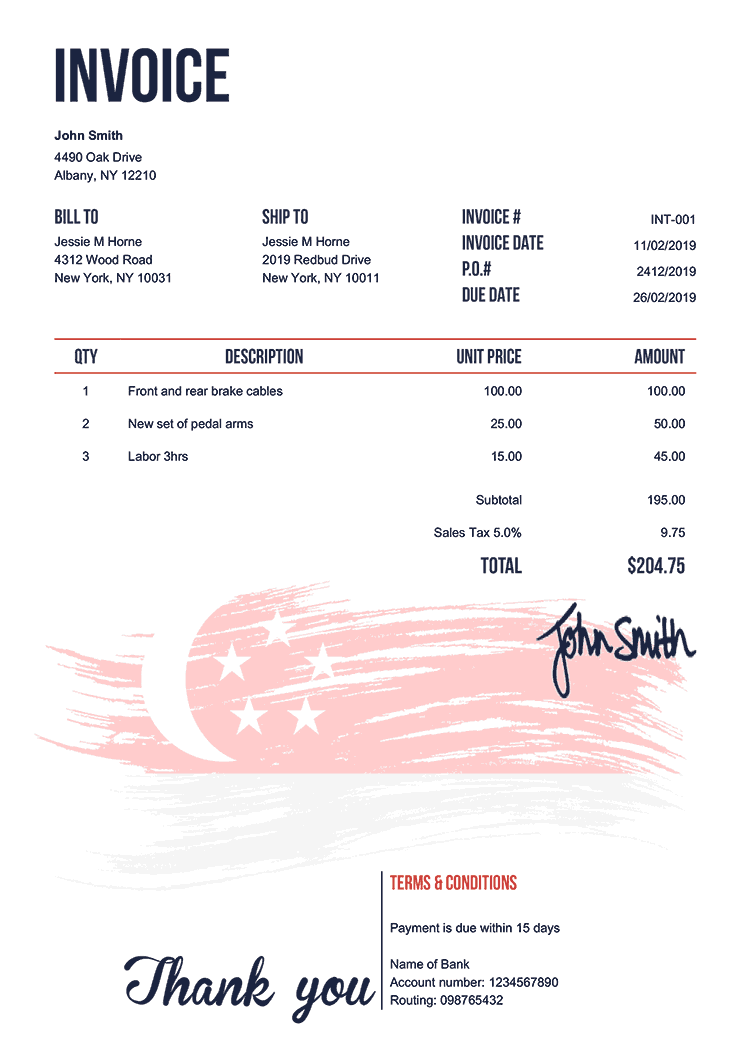 INVOICE
John Smith
4490 Oak Drive
Albany, NY 12210
BILL TO
Jessie M Horne
4312 Wood Road
New York, NY 10031
SHIP TO
Jessie M Horne
2019 Redbud Drive
New York, NY 10011
INVOICE # INT-001
INVOICE DATE 11/02/2019
P.O.# 2412/2019
DUE DATE 26/02/2019
QTY DESCRIPTION UNIT PRICE AMOUNT
1 Front and rear brake cables 100.00 100.00
2 New set of pedal arms 25.00 50.00
3 Labor 3hrs 15.00 45.00
Subtotal 195.00
Sales Tax 5.0% 9.75
TOTAL $204.75
John Smith
TERMS & CONDITIONS
Payment is due within 15 days
Name of Bank
Account number: 1234567890
Routing: 098765432
Thank you